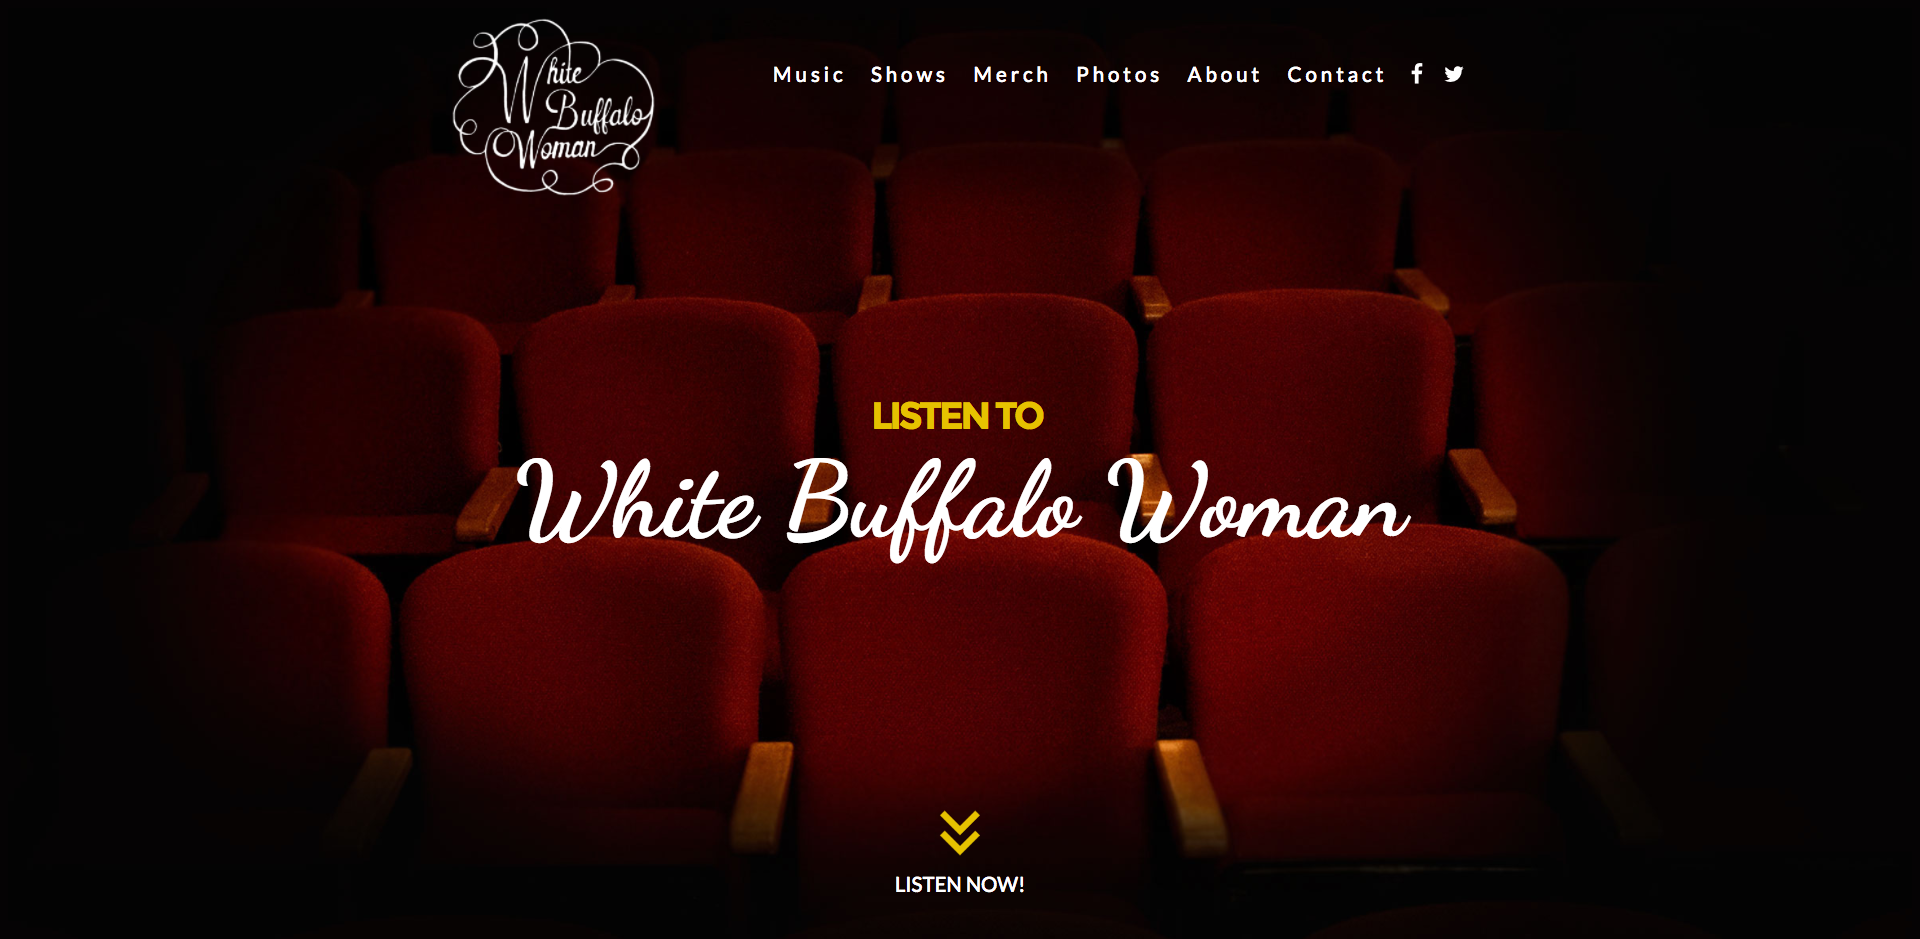 White
Buffalo
Woman
Music Shows Merch Photos About Contact
LISTEN TO
White Buffalo Woman
LISTEN NOW!